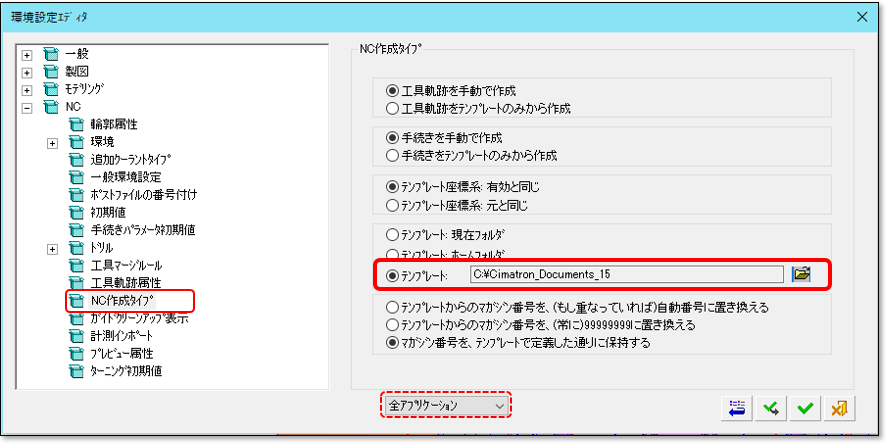 環境設定ｴﾃﾞｨﾀ
一般
製図
ﾓﾃﾞﾘﾝｸﾞ
NC
輪郭属性
環境
追加ｸｰﾗﾝﾄﾀｲﾌﾟ
一般環境設定
ﾎﾟｽﾄﾌｧｲﾙの番号付け
初期値
手続きﾊﾟﾗﾒｰﾀ初期値
ﾄﾞﾘﾙ
工具ﾏｰｼﾞﾙｰﾙ
工具軌跡属性
NC作成ﾀｲﾌﾟ
ｶﾞｲﾄﾞｸﾘｰﾝｱｯﾌﾟ表示
計測ｲﾝﾎﾟｰﾄ
ﾌﾟﾚﾋﾞｭｰ属性
ﾀｰﾆﾝｸﾞ初期値
NC作成ﾀｲﾌﾟ
工具軌跡を手動で作成
工具軌跡をﾃﾝﾌﾟﾚｰﾄのみから作成
手続きを手動で作成
手続きをﾃﾝﾌﾟﾚｰﾄのみから作成
ﾃﾝﾌﾟﾚｰﾄ座標系: 有効と同じ
ﾃﾝﾌﾟﾚｰﾄ座標系: 元と同じ
ﾃﾝﾌﾟﾚｰﾄ: 現在ﾌｫﾙﾀﾞ
ﾃﾝﾌﾟﾚｰﾄ: ﾎｰﾑﾌｫﾙﾀﾞ
ﾃﾝﾌﾟﾚｰﾄ: C:¥Cimatron_Documents_15
ﾃﾝﾌﾟﾚｰﾄからのﾏｶﾞｼﾞﾝ番号を、(もし重なっていれば)自動番号に置き換える
ﾃﾝﾌﾟﾚｰﾄからのﾏｶﾞｼﾞﾝ番号を、(常に)99999999に置き換える
ﾏｶﾞｼﾞﾝ番号を、ﾃﾝﾌﾟﾚｰﾄで定義した通りに保持する
全ｱﾌﾟﾘｹｰｼｮﾝ